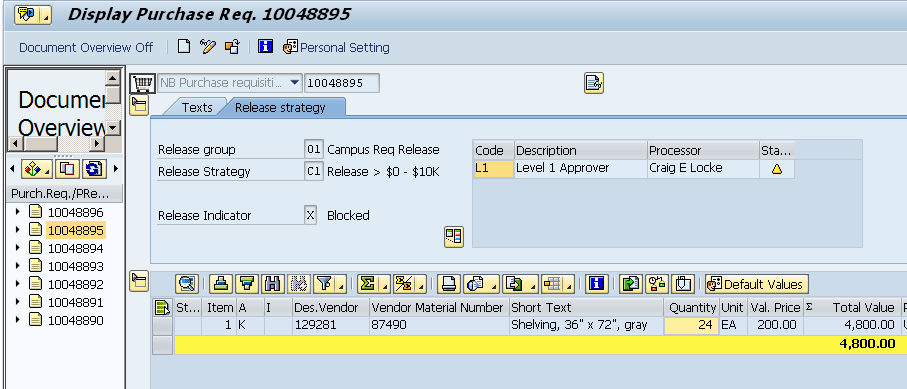 Display Purchase Req. 10048895
Document Overview Off
Personal Setting
Documen
Overview
NB Purchase requisiti... 10048895
Texts Release strategy
Release group 01 Campus Req Release
Release Strategy C1 Release > $0 - $10K
Release Indicator X Blocked
Code Description Processor Sta...
L1 Level 1 Approver Craig E Locke
Purch.Req./PRe...
10048896
10048895
10048894
10048893
10048892
10048891
10048890
Default Values
St... Item A I Des.Vendor Vendor Material Number Short Text Quantity Unit Val. Price Σ Total Value
1 K 129281 87490 Shelving, 36" x 72", gray 24 EA 200.00 4,800.00
4,800.00